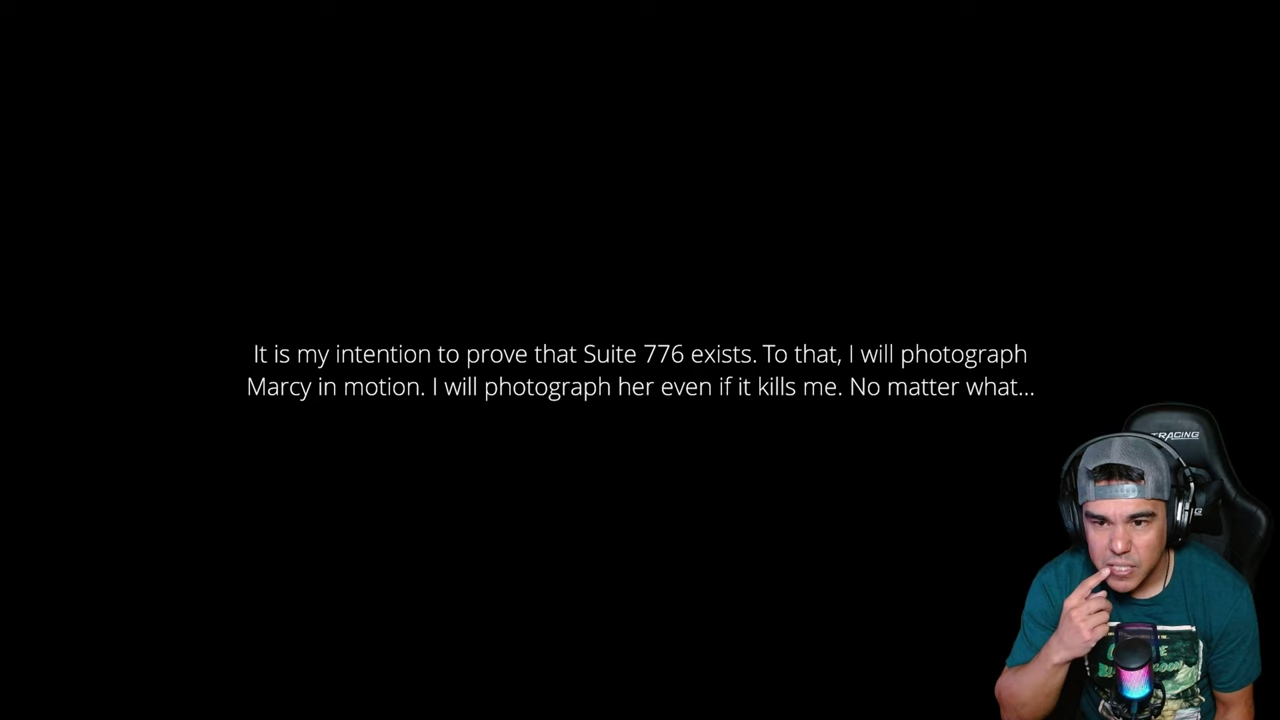 It is my intention to prove that Suite 776 exists. To that, I will photograph
Marcy in motion. I will photograph her even if it kills me. No matter what...
TRACING